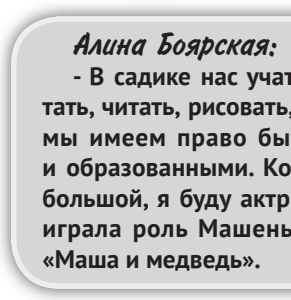 Алина Боярская:
- В садике нас учат
тать, читать, рисовать,
мы имеем право бы
и образованными. Ко
большой, я буду актр
играла роль Машень
«Маша и медведь».